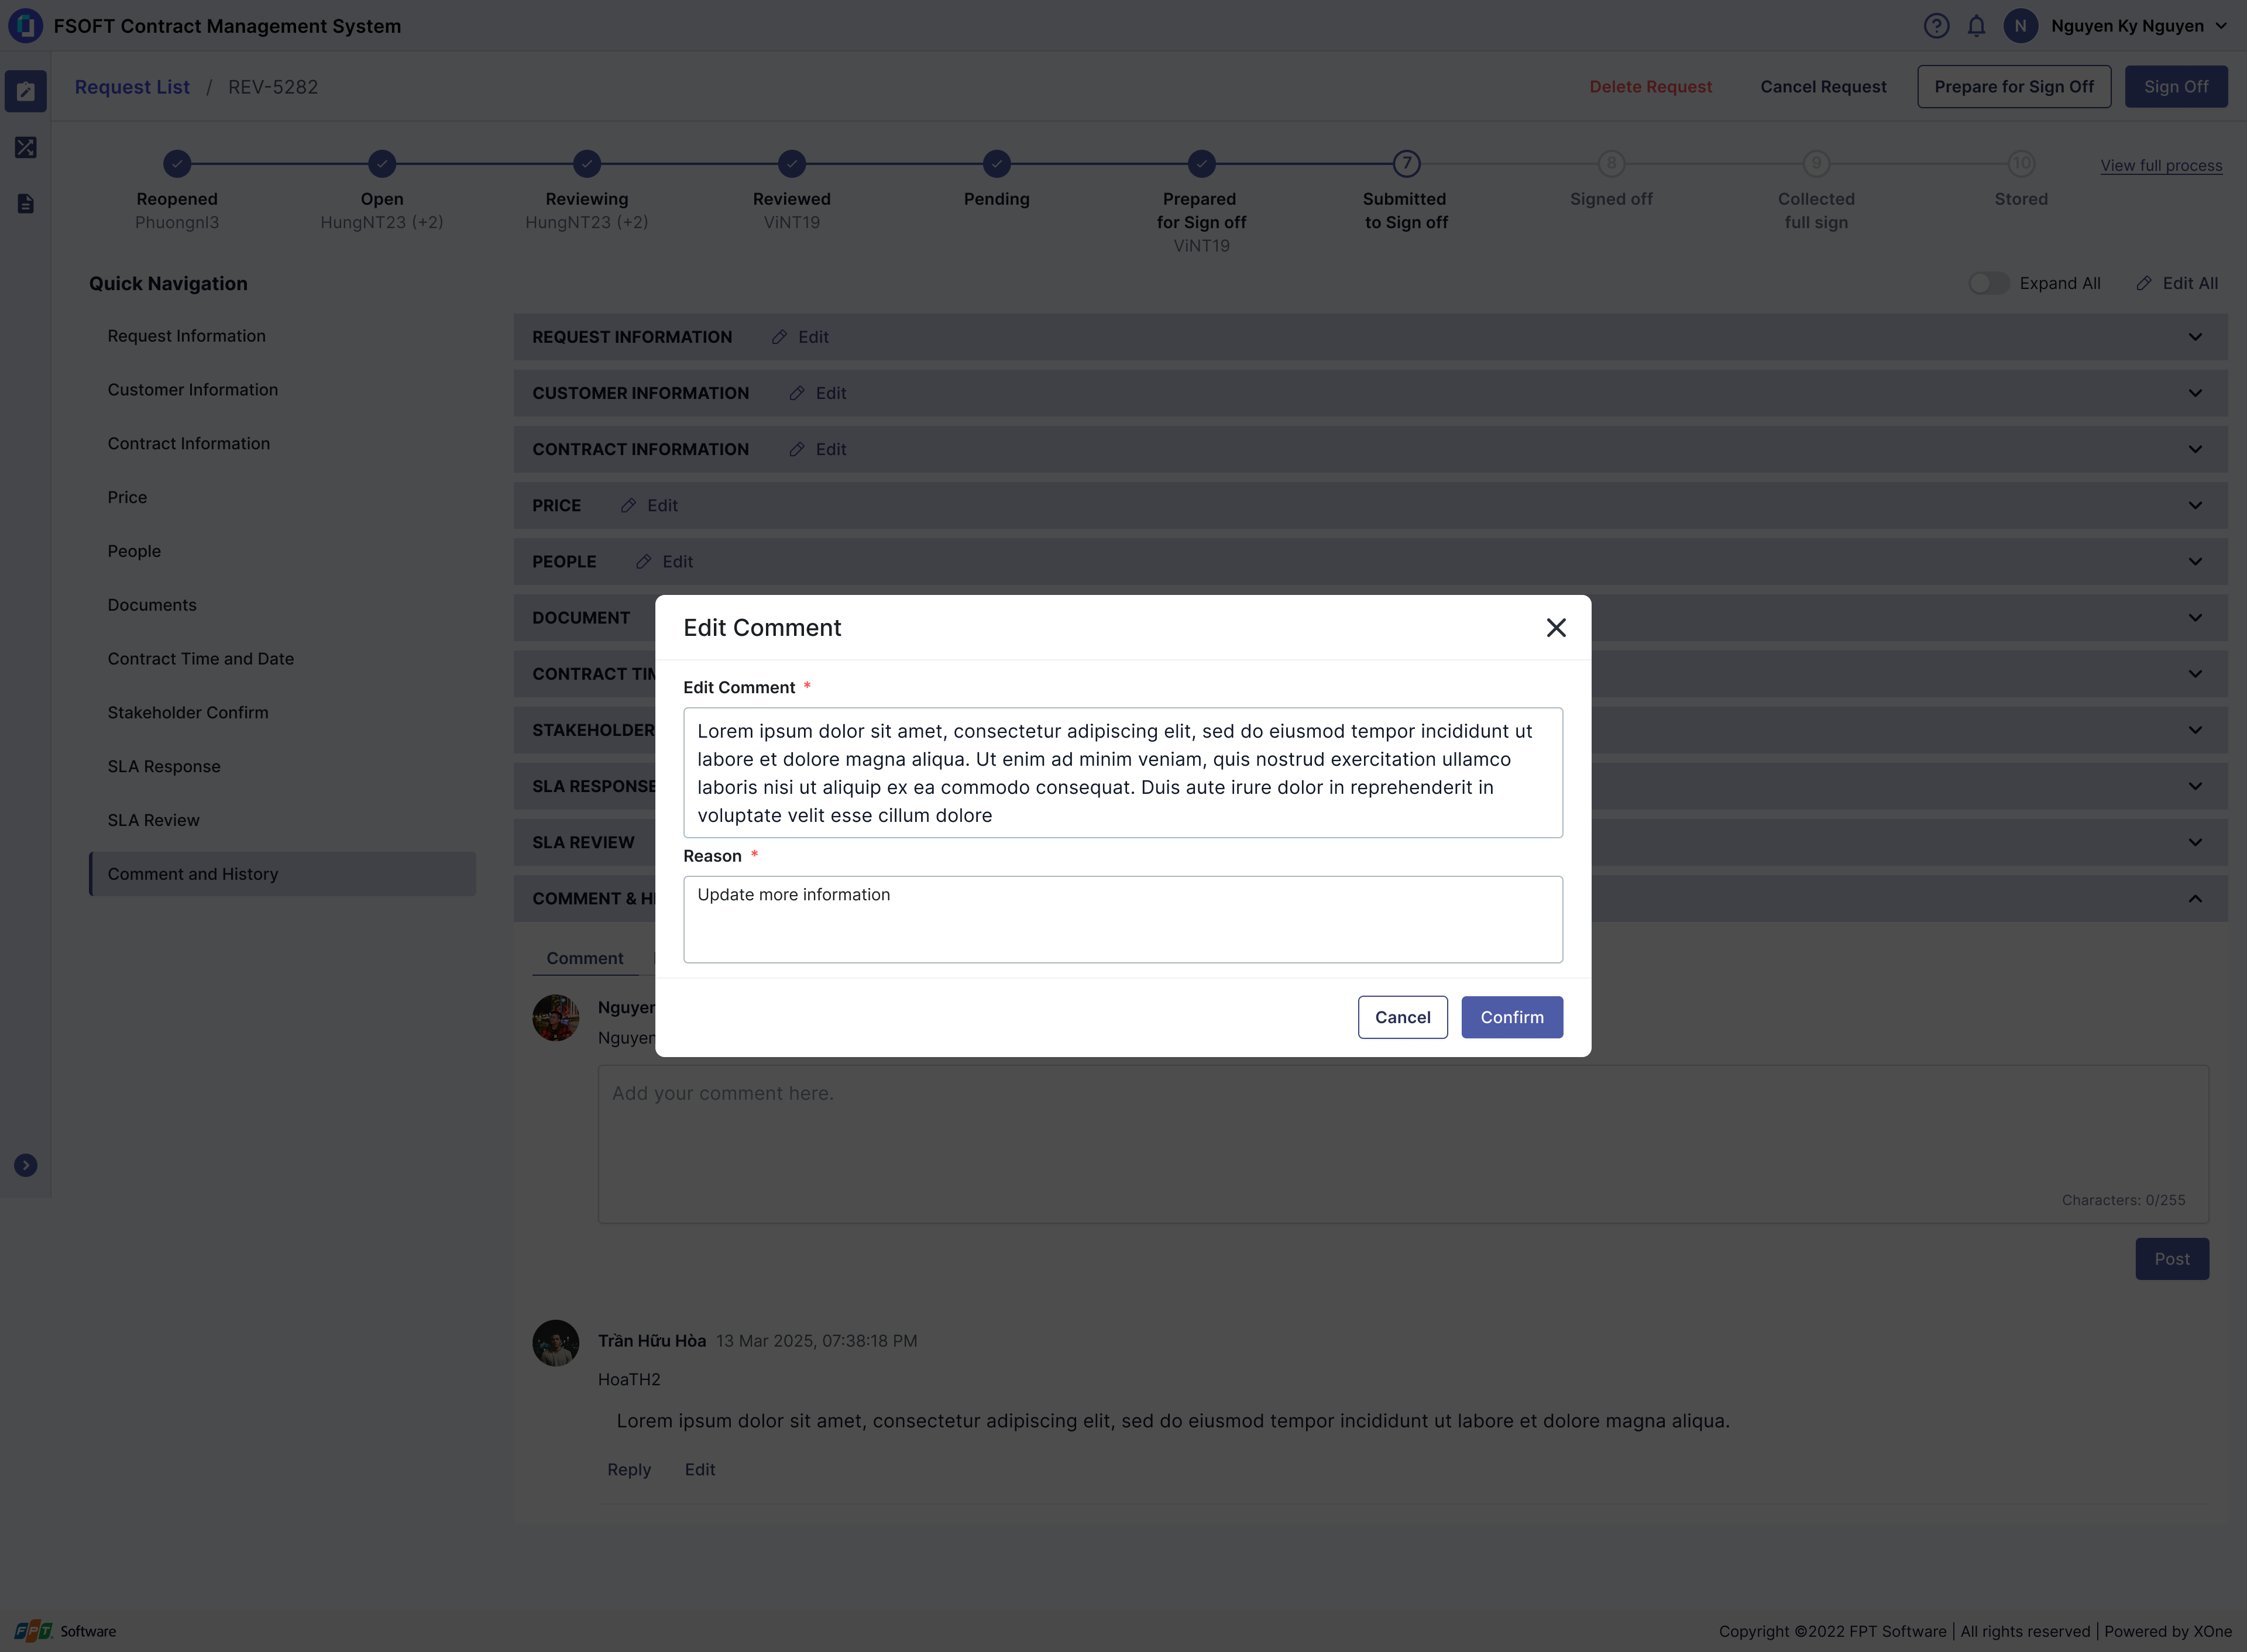 FSOFT Contract Management System
N
Nguyen Ky Nguyen
Request List / REV-5282
Delete Request
Cancel Request
Prepare for Sign Off
Sign Off
7
8
9
10
View full process
Reopened
PhuongnI3
Open
HungNT23 (+2)
Reviewing
HungNT23 (+2)
Reviewed
ViNT19
Pending
Prepared
for Sign off
ViNT19
Submitted
to Sign off
Signed off
Collected
full sign
Stored
Quick Navigation
Expand All
Edit All
Request Information
Customer Information
Contract Information
Price
People
Documents
Contract Time and Date
Stakeholder Confirm
SLA Response
SLA Review
Comment and History
REQUEST INFORMATION
Edit
CUSTOMER INFORMATION
Edit
CONTRACT INFORMATION
Edit
PRICE
Edit
PEOPLE
Edit
DOCUMENT
CONTRACT
STAKEHOLDER
SLA RESPONSE
SLA REVIEW
COMMENT &
Edit Comment
Edit Comment *
Lorem ipsum dolor sit amet, consectetur adipiscing elit, sed do eiusmod tempor incididunt ut
labore et dolore magna aliqua. Ut enim ad minim veniam, quis nostrud exercitation ullamco
laboris nisi ut aliquip ex ea commodo consequat. Duis aute irure dolor in reprehenderit in
voluptate velit esse cillum dolore
Reason *
Update more information
Cancel
Confirm
Comment
Add your comment here.
Characters: 0/255
Post
Trần Hữu Hòa 13 Mar 2025, 07:38:18 PM
HoaTH2
Lorem ipsum dolor sit amet, consectetur adipiscing elit, sed do eiusmod tempor incididunt ut labore et dolore magna aliqua.
Reply
Edit
FPT Software
Copyright ©2022 FPT Software | All rights reserved | Powered by XOne